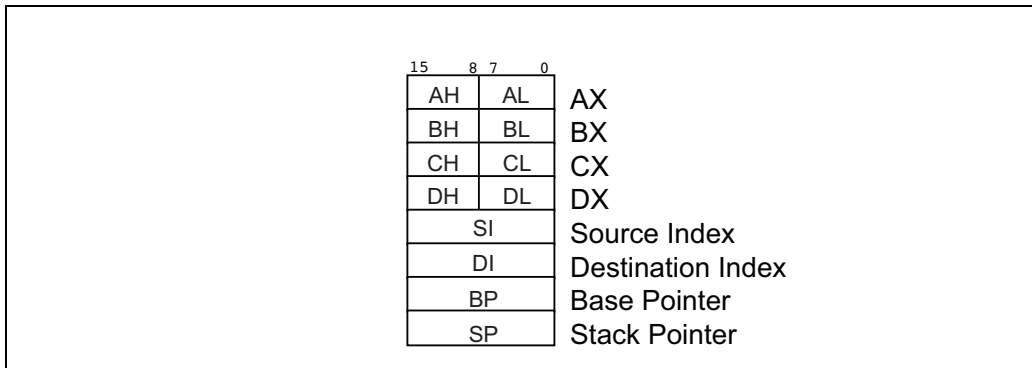 15 8 7 0
AH AL AX
BH BL BX
CH CL CX
DH DL DX
SI Source Index
DI Destination Index
BP Base Pointer
SP Stack Pointer